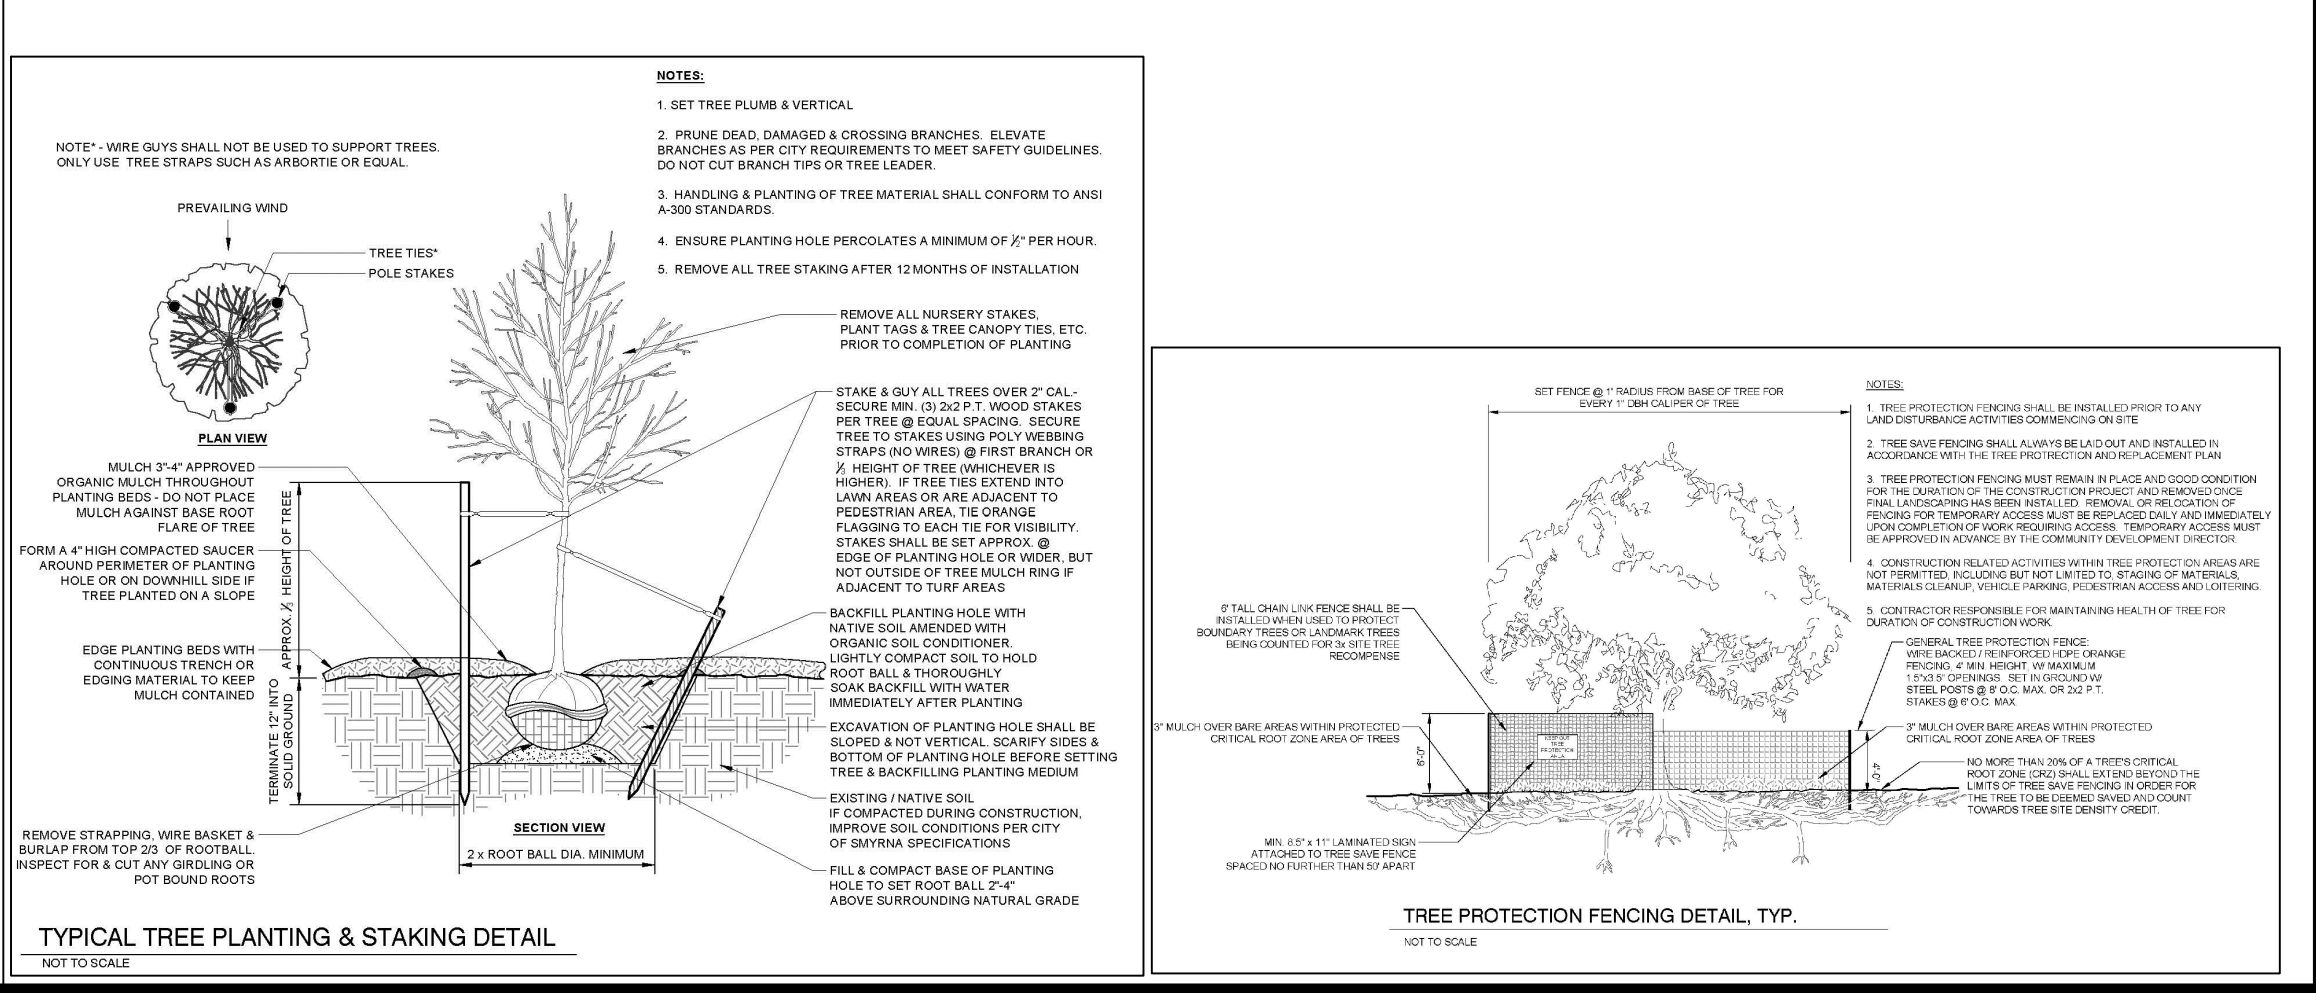 NOTES:
1. SET TREE PLUMB & VERTICAL
2. PRUNE DEAD, DAMAGED & CROSSING BRANCHES. ELEVATE
BRANCHES AS PER CITY REQUIREMENTS TO MEET SAFETY GUIDELINES.
DO NOT CUT BRANCH TIPS OR TREE LEADER.
3. HANDLING & PLANTING OF TREE MATERIAL SHALL CONFORM TO ANSI
A-300 STANDARDS.
4. ENSURE PLANTING HOLE PERCOLATES A MINIMUM OF ½" PER HOUR.
5. REMOVE ALL TREE STAKING AFTER 12 MONTHS OF INSTALLATION
NOTE* - WIRE GUYS SHALL NOT BE USED TO SUPPORT TREES.
ONLY USE TREE STRAPS SUCH AS ARBORTIE OR EQUAL.
PREVAILING WIND
TREE TIES*
POLE STAKES
PLAN VIEW
MULCH 3"-4" APPROVED
ORGANIC MULCH THROUGHOUT
PLANTING BEDS - DO NOT PLACE
MULCH AGAINST BASE ROOT
FLARE OF TREE
FORM A 4" HIGH COMPACTED SAUCER
AROUND PERIMETER OF PLANTING
HOLE OR ON DOWNHILL SIDE IF
TREE PLANTED ON A SLOPE
EDGE PLANTING BEDS WITH
CONTINUOUS TRENCH OR
EDGING MATERIAL TO KEEP
MULCH CONTAINED
APPROX. ⅓ HEIGHT OF TREE
TERMINATE 12" INTO
SOLID GROUND
REMOVE STRAPPING, WIRE BASKET &
BURLAP FROM TOP 2/3 OF ROOTBALL.
INSPECT FOR & CUT ANY GIRDLING OR
POT BOUND ROOTS
REMOVE ALL NURSERY STAKES,
PLANT TAGS & TREE CANOPY TIES, ETC.
PRIOR TO COMPLETION OF PLANTING
STAKE & GUY ALL TREES OVER 2" CAL.-
SECURE MIN. (3) 2x2 P.T. WOOD STAKES
PER TREE @ EQUAL SPACING. SECURE
TREE TO STAKES USING POLY WEBBING
STRAPS (NO WIRES) @ FIRST BRANCH OR
⅓ HEIGHT OF TREE (WHICHEVER IS
HIGHER). IF TREE TIES EXTEND INTO
LAWN AREAS OR ARE ADJACENT TO
PEDESTRIAN AREA, TIE ORANGE
FLAGGING TO EACH TIE FOR VISIBILITY.
STAKES SHALL BE SET APPROX. @
EDGE OF PLANTING HOLE OR WIDER, BUT
NOT OUTSIDE OF TREE MULCH RING IF
ADJACENT TO TURF AREAS
BACKFILL PLANTING HOLE WITH
NATIVE SOIL AMENDED WITH
ORGANIC SOIL CONDITIONER.
LIGHTLY COMPACT SOIL TO HOLD
ROOT BALL & THOROUGHLY
SOAK BACKFILL WITH WATER
IMMEDIATELY AFTER PLANTING
EXCAVATION OF PLANTING HOLE SHALL BE
SLOPED & NOT VERTICAL. SCARIFY SIDES &
BOTTOM OF PLANTING HOLE BEFORE SETTING
TREE & BACKFILLING PLANTING MEDIUM
EXISTING / NATIVE SOIL
IF COMPACTED DURING CONSTRUCTION,
IMPROVE SOIL CONDITIONS PER CITY
OF SMYRNA SPECIFICATIONS
FILL & COMPACT BASE OF PLANTING
HOLE TO SET ROOT BALL 2"-4"
ABOVE SURROUNDING NATURAL GRADE
SECTION VIEW
2 x ROOT BALL DIA. MINIMUM
TYPICAL TREE PLANTING & STAKING DETAIL
NOT TO SCALE
SET FENCE @ 1' RADIUS FROM BASE OF TREE FOR
EVERY 1" DBH CALIPER OF TREE
NOTES:
1. TREE PROTECTION FENCING SHALL BE INSTALLED PRIOR TO ANY
LAND DISTURBANCE ACTIVITIES COMMENCING ON SITE
2. TREE SAVE FENCING SHALL ALWAYS BE LAID OUT AND INSTALLED IN
ACCORDANCE WITH THE TREE PROTRECTION AND REPLACEMENT PLAN
3. TREE PROTECTION FENCING MUST REMAIN IN PLACE AND GOOD CONDITION
FOR THE DURATION OF THE CONSTRUCTION PROJECT AND REMOVED ONCE
FINAL LANDSCAPING HAS BEEN INSTALLED. REMOVAL OR RELOCATION OF
FENCING FOR TEMPORARY ACCESS MUST BE REPLACED DAILY AND IMMEDIATELY
UPON COMPLETION OF WORK REQUIRING ACCESS. TEMPORARY ACCESS MUST
BE APPROVED IN ADVANCE BY THE COMMUNITY DEVELOPMENT DIRECTOR.
4. CONSTRUCTION RELATED ACTIVITIES WITHIN TREE PROTECTION AREAS ARE
NOT PERMITTED, INCLUDING BUT NOT LIMITED TO, STAGING OF MATERIALS,
MATERIALS CLEANUP, VEHICLE PARKING, PEDESTRIAN ACCESS AND LOITERING.
5. CONTRACTOR RESPONSIBLE FOR MAINTAINING HEALTH OF TREE FOR
DURATION OF CONSTRUCTION WORK.
6' TALL CHAIN LINK FENCE SHALL BE
INSTALLED WHEN USED TO PROTECT
BOUNDARY TREES OR LANDMARK TREES
BEING COUNTED FOR 3x SITE TREE
RECOMPENSE
3" MULCH OVER BARE AREAS WITHIN PROTECTED
CRITICAL ROOT ZONE AREA OF TREES
6'-0"
KEEP OUT
TREE
PROTECTION
MIN. 8.5" x 11" LAMINATED SIGN
ATTACHED TO TREE SAVE FENCE
SPACED NO FURTHER THAN 50' APART
GENERAL TREE PROTECTION FENCE:
WIRE BACKED / REINFORCED HDPE ORANGE
FENCING, 4' MIN. HEIGHT, W/ MAXIMUM
1.5"x3.5" OPENINGS. SET IN GROUND W/
STEEL POSTS @ 8' O.C. MAX. OR 2x2 P.T.
STAKES @ 6' O.C. MAX.
3" MULCH OVER BARE AREAS WITHIN PROTECTED
CRITICAL ROOT ZONE AREA OF TREES
4'-0"
NO MORE THAN 20% OF A TREE'S CRITICAL
ROOT ZONE (CRZ) SHALL EXTEND BEYOND THE
LIMITS OF TREE SAVE FENCING IN ORDER FOR
THE TREE TO BE DEEMED SAVED AND COUNT
TOWARDS TREE SITE DENSITY CREDIT.
TREE PROTECTION FENCING DETAIL, TYP.
NOT TO SCALE